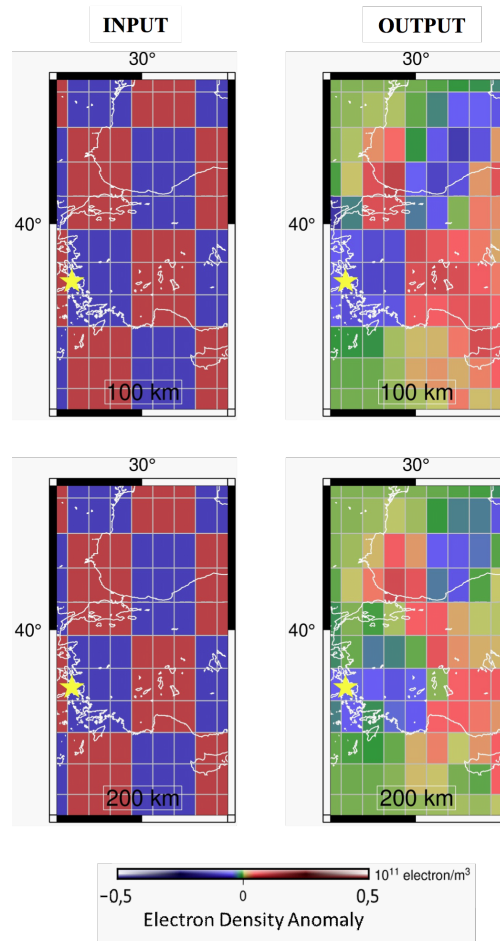 INPUT OUTPUT
30° 30°
40° 40°
100 km 100 km
30° 30°
40° 40°
200 km 200 km
10¹¹ electron/m³
−0,5 0 0,5
Electron Density Anomaly